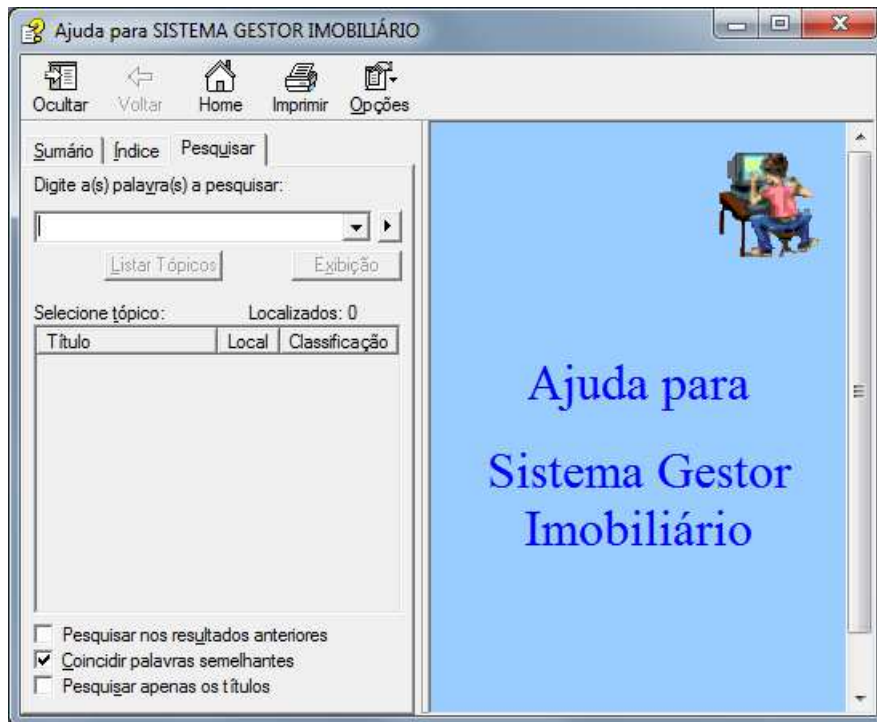 Ajuda para SISTEMA GESTOR IMOBILIÁRIO
Ocultar Voltar Home Imprimir Opções
Sumário Índice Pesquisar
Digite a(s) palavra(s) a pesquisar:
Listar Tópicos Exibição
Selecione tópico: Localizados: 0
Título Local Classificação
Pesquisar nos resultados anteriores
Coincidir palavras semelhantes
Pesquisar apenas os títulos
Ajuda para
Sistema Gestor
Imobiliário